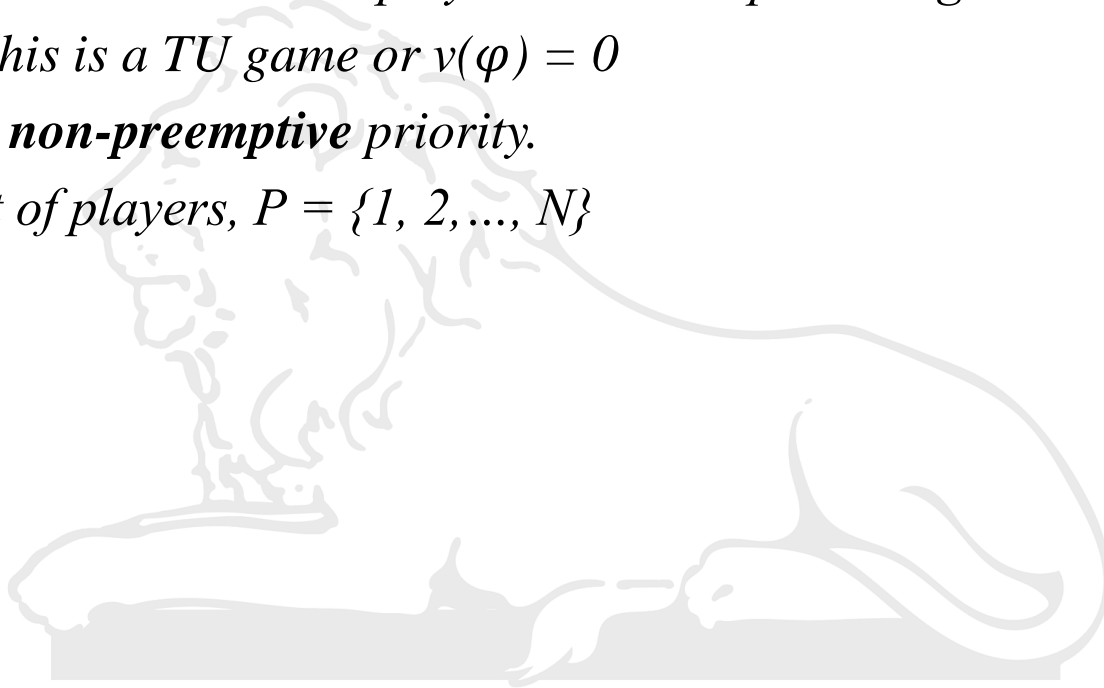 his is a TU game or v(φ) = 0
non-preemptive priority.
of players, P = {1, 2,..., N}